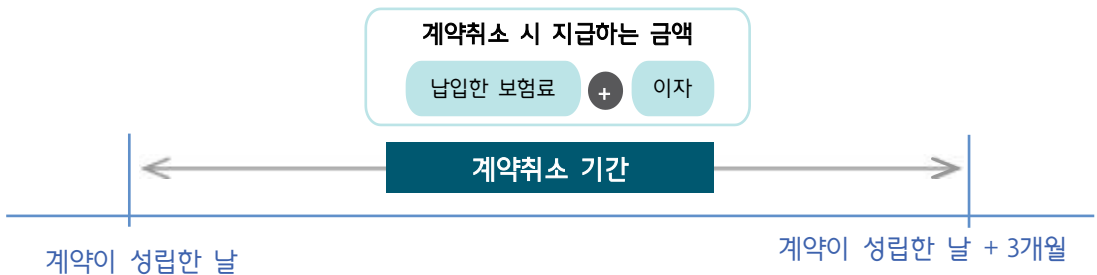 계약취소 시 지급하는 금액
납입한 보험료 + 이자
계약취소 기간
계약이 성립한 날
계약이 성립한 날 + 3개월